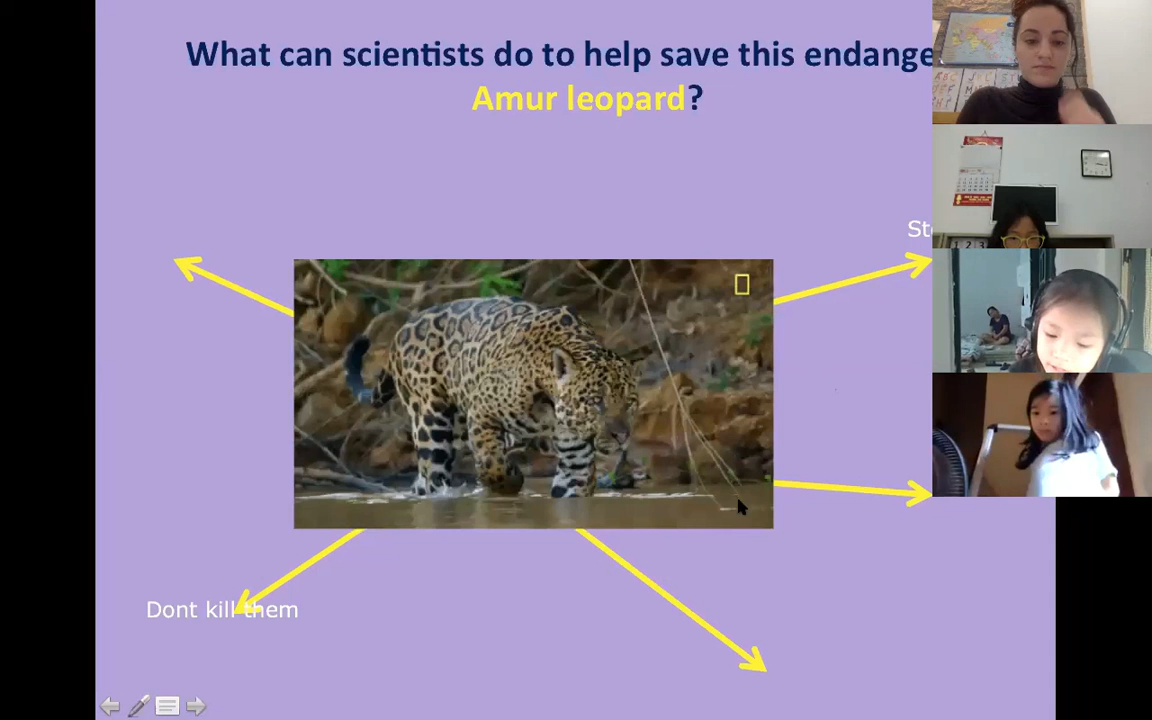 What can scientists do to help save this endange
Amur leopard?
St
Dont kill them